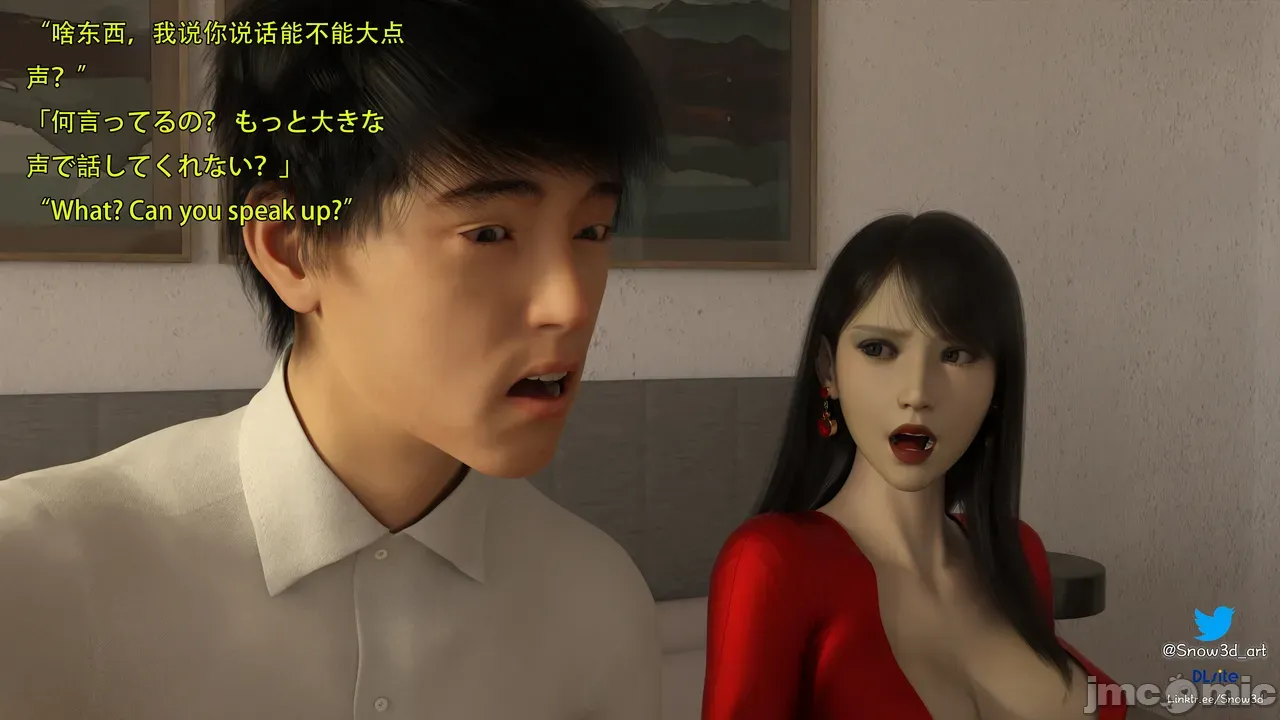 “啥东西，我说你说话能不能大点
声？”
「何言ってるの？ もっと大きな
声で話してくれない？」
“What? Can you speak up?”
@Snow3d_art
DLsite
jmcomic
Linktr.ee/Snow3d